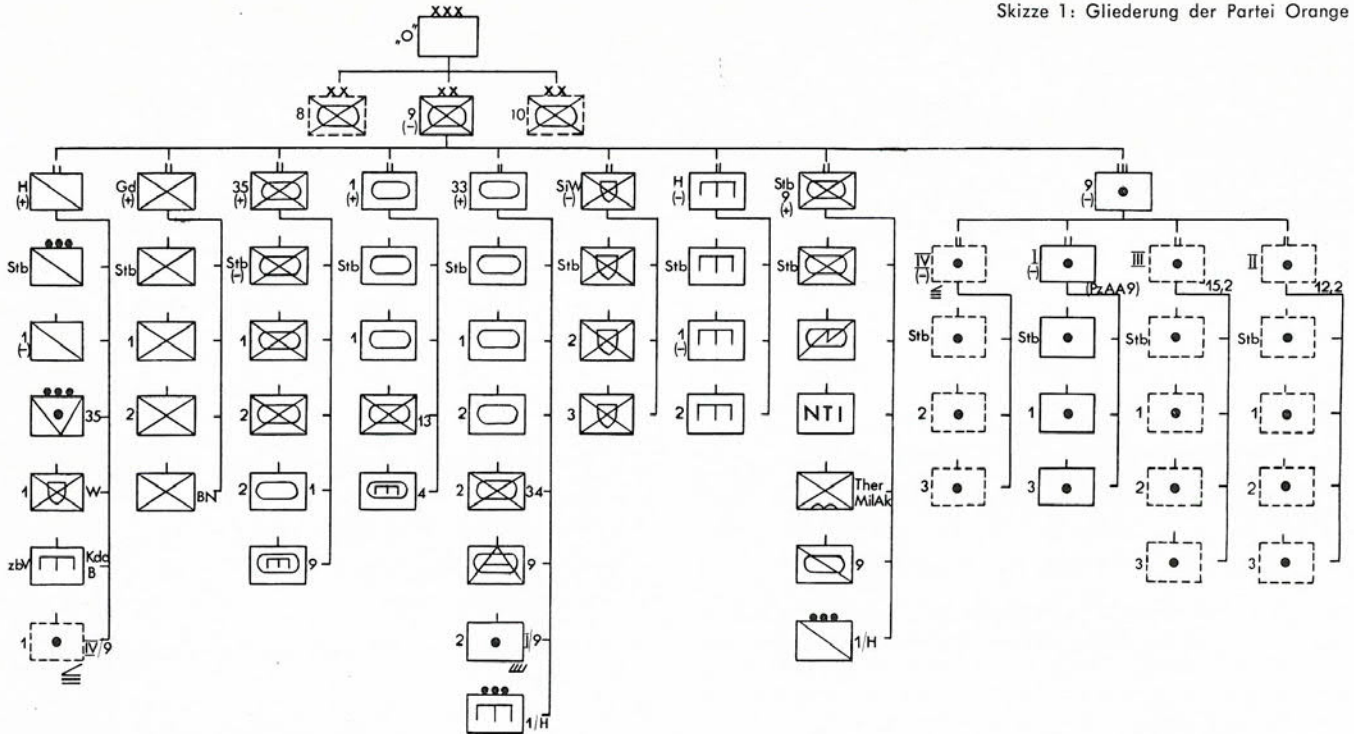 Skizze 1: Gliederung der Partei Orange
XXX
„O"
XX XX XX
8 9 (-) 10
H (+) Gd (+) 35 (+) 1 (+) 33 (+) SiW (-) H (-) Stb 9 (+) 9 (-)
IV (-) I (-) III II
(PzAA9) 15,2 12,2
Stb Stb Stb (-) Stb Stb Stb Stb Stb Stb Stb Stb Stb
1 (-) 1 1 1 1 2 1 (-) 2 1 1 1
35 2 2 13 2 3 2 NTI 3 3 2 2
1 W BN 2 1 4 2 34 Ther MilAk 3 3
zbV Kdo B 9 9 9
1 IV/9 2 I/9 1/H
1/H